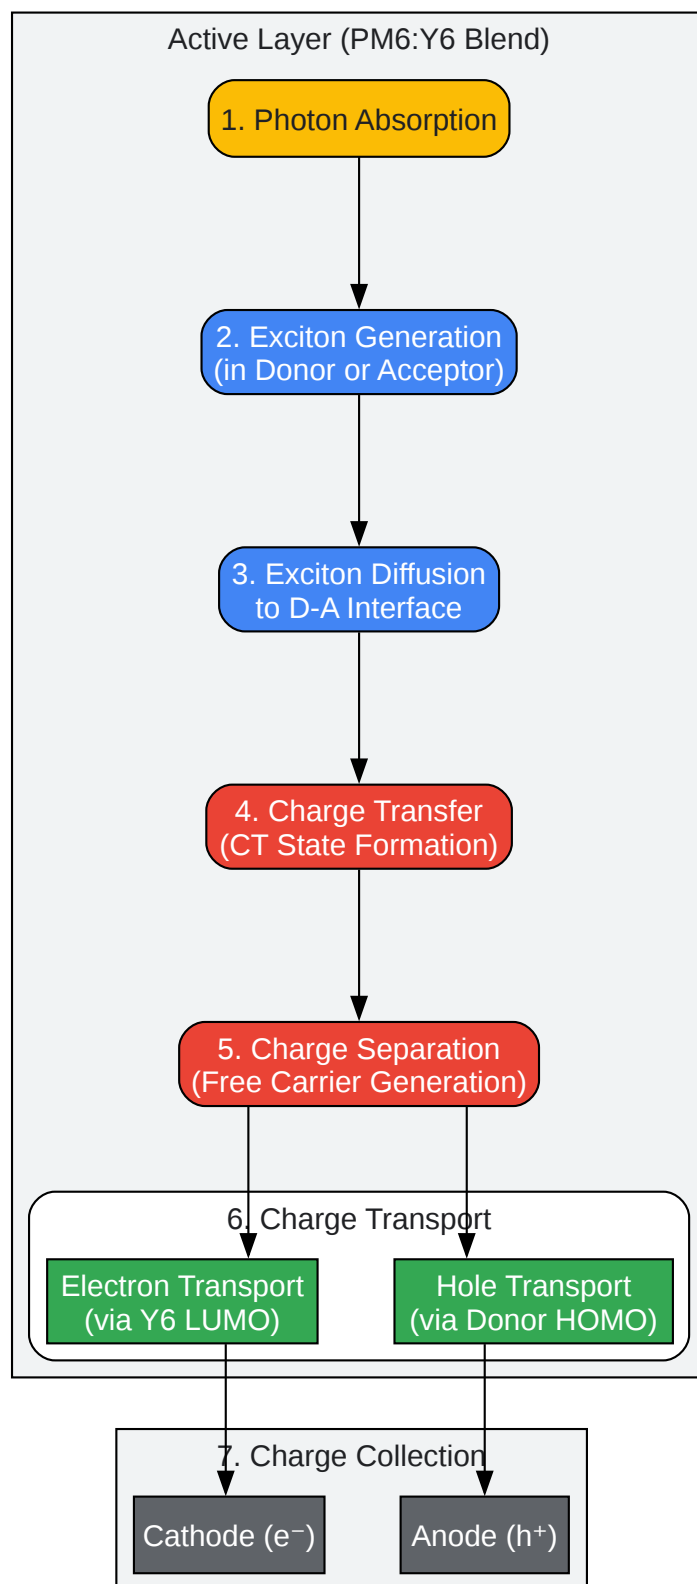 Active Layer (PM6:Y6 Blend)
1. Photon Absorption
2. Exciton Generation
(in Donor or Acceptor)
3. Exciton Diffusion
to D-A Interface
4. Charge Transfer
(CT State Formation)
5. Charge Separation
(Free Carrier Generation)
6. Charge Transport
Electron Transport
(via Y6 LUMO)
Hole Transport
(via Donor HOMO)
7. Charge Collection
Cathode (e⁻)
Anode (h⁺)